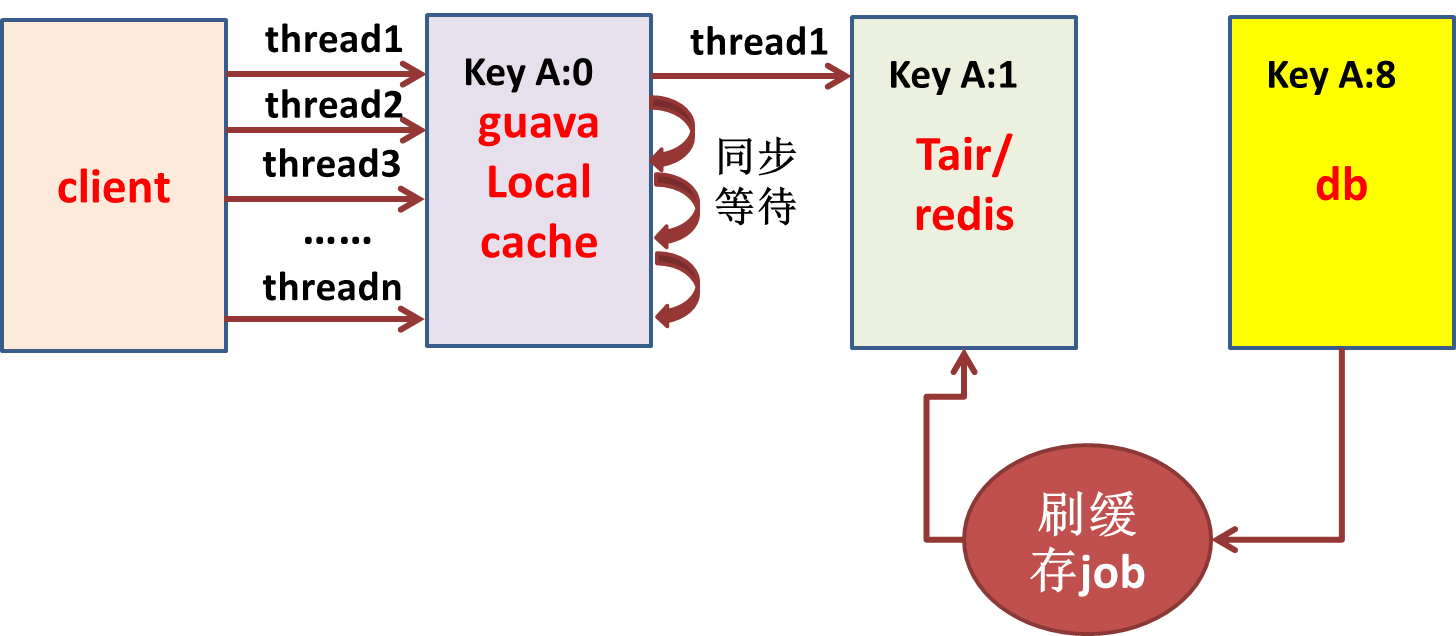 client
thread1
thread2
thread3
……
threadn
Key A:0
guava
Local
cache
thread1
同步
等待
Key A:1
Tair/
redis
Key A:8
db
刷缓
存job